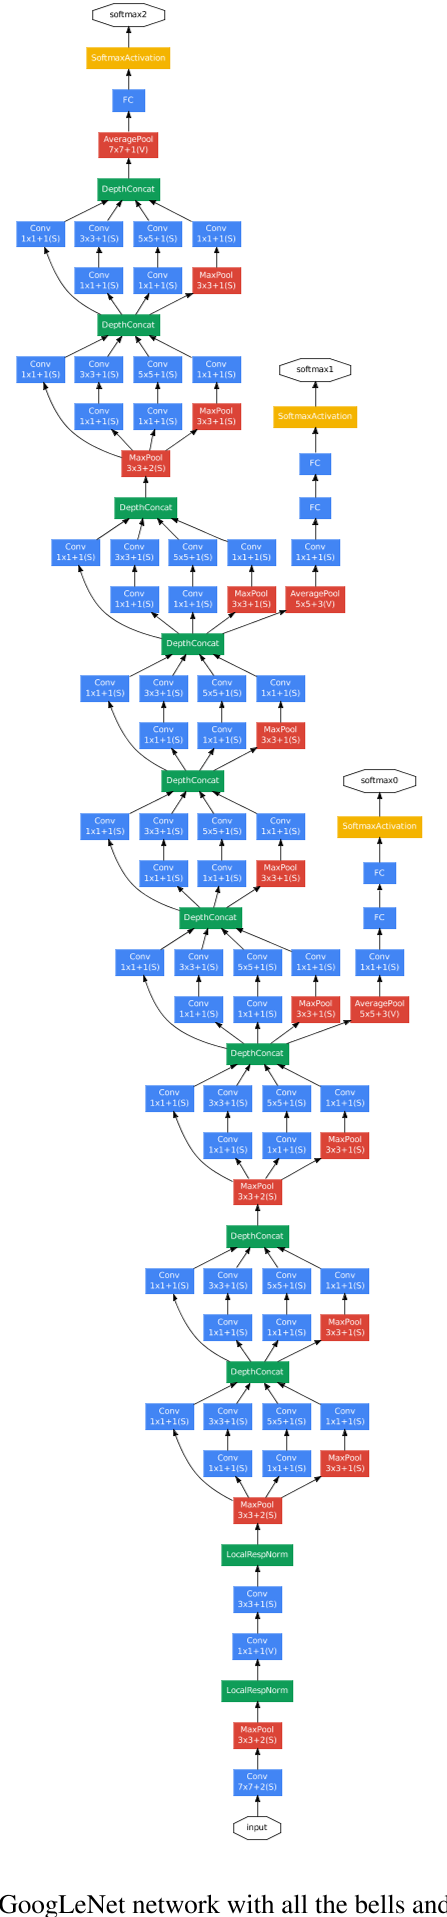 softmax2
SoftmaxActivation
FC
AveragePool
7x7+1(V)
DepthConcat
Conv Conv Conv Conv
1x1+1(S) 3x3+1(S) 5x5+1(S) 1x1+1(S)
Conv Conv MaxPool
1x1+1(S) 1x1+1(S) 3x3+1(S)
DepthConcat
Conv Conv Conv Conv
1x1+1(S) 3x3+1(S) 5x5+1(S) 1x1+1(S)
softmax1
Conv Conv MaxPool
1x1+1(S) 1x1+1(S) 3x3+1(S)
SoftmaxActivation
MaxPool
3x3+2(S)
FC
DepthConcat
FC
Conv Conv Conv Conv Conv
1x1+1(S) 3x3+1(S) 5x5+1(S) 1x1+1(S) 1x1+1(S)
Conv Conv MaxPool AveragePool
1x1+1(S) 1x1+1(S) 3x3+1(S) 5x5+3(V)
DepthConcat
Conv Conv Conv Conv
1x1+1(S) 3x3+1(S) 5x5+1(S) 1x1+1(S)
Conv Conv MaxPool
1x1+1(S) 1x1+1(S) 3x3+1(S)
DepthConcat
softmax0
Conv Conv Conv Conv
1x1+1(S) 3x3+1(S) 5x5+1(S) 1x1+1(S)
SoftmaxActivation
Conv Conv MaxPool
1x1+1(S) 1x1+1(S) 3x3+1(S)
FC
DepthConcat
FC
Conv Conv Conv Conv Conv
1x1+1(S) 3x3+1(S) 5x5+1(S) 1x1+1(S) 1x1+1(S)
Conv Conv MaxPool AveragePool
1x1+1(S) 1x1+1(S) 3x3+1(S) 5x5+3(V)
DepthConcat
Conv Conv Conv Conv
1x1+1(S) 3x3+1(S) 5x5+1(S) 1x1+1(S)
Conv Conv MaxPool
1x1+1(S) 1x1+1(S) 3x3+1(S)
MaxPool
3x3+2(S)
DepthConcat
Conv Conv Conv Conv
1x1+1(S) 3x3+1(S) 5x5+1(S) 1x1+1(S)
Conv Conv MaxPool
1x1+1(S) 1x1+1(S) 3x3+1(S)
DepthConcat
Conv Conv Conv Conv
1x1+1(S) 3x3+1(S) 5x5+1(S) 1x1+1(S)
Conv Conv MaxPool
1x1+1(S) 1x1+1(S) 3x3+1(S)
MaxPool
3x3+2(S)
LocalRespNorm
Conv
3x3+1(S)
Conv
1x1+1(V)
LocalRespNorm
MaxPool
3x3+2(S)
Conv
7x7+2(S)
input
GoogLeNet network with all the bells and